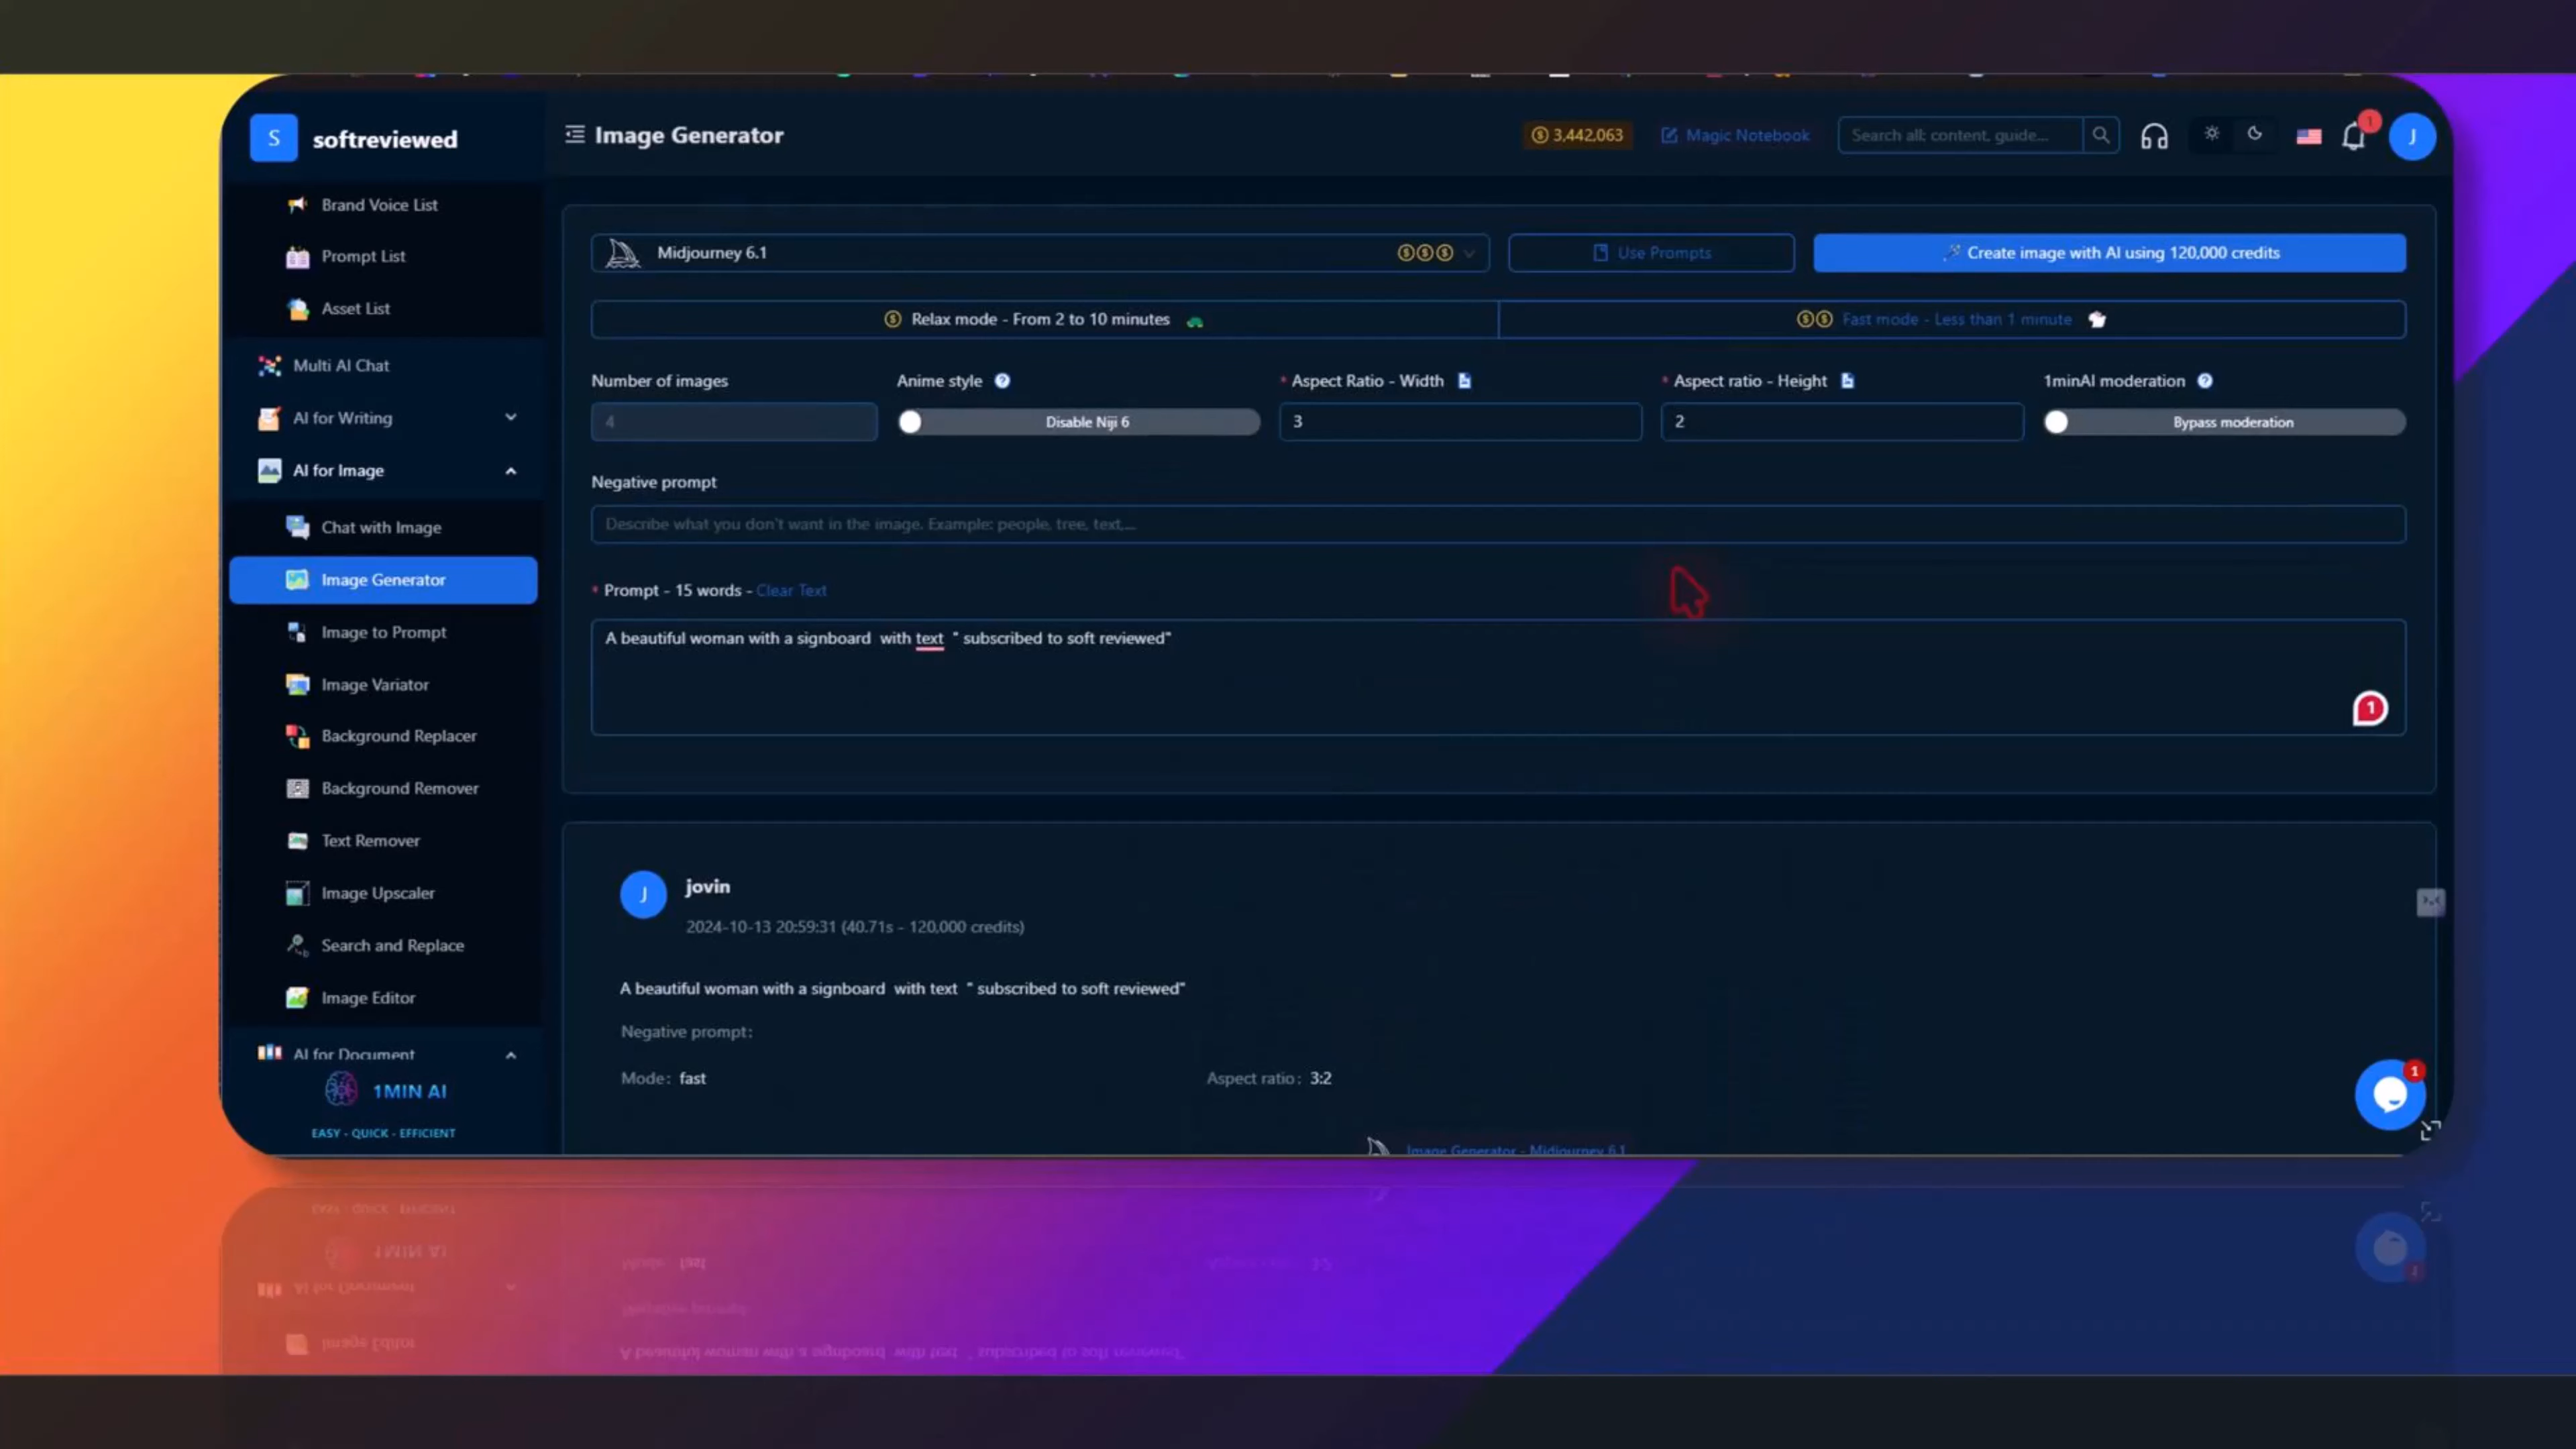 S softreviewed
Image Generator
3,442,063
Magic Notebook
Search all: content, guide...
1
J
Brand Voice List
Prompt List
Asset List
Multi AI Chat
AI for Writing
AI for Image
Chat with Image
Image Generator
Image to Prompt
Image Variator
Background Replacer
Background Remover
Text Remover
Image Upscaler
Search and Replace
Image Editor
AI for Document
1MIN AI
EASY - QUICK - EFFICIENT
Midjourney 6.1
Use Prompts
Create image with AI using 120,000 credits
Relax mode - From 2 to 10 minutes
Fast mode - Less than 1 minute
Number of images
Anime style
* Aspect Ratio - Width
* Aspect ratio - Height
1minAI moderation
4
Disable Niji 6
3
2
Bypass moderation
Negative prompt
Describe what you don't want in the image. Example: people, tree, text,...
* Prompt - 15 words - Clear Text
A beautiful woman with a signboard  with text  " subscribed to soft reviewed"
1
J
jovin
2024-10-13 20:59:31 (40.71s - 120,000 credits)
A beautiful woman with a signboard  with text  " subscribed to soft reviewed"
Negative prompt:
Mode: fast
Aspect ratio: 3:2
1
Image Generator - Midjourney 6.1